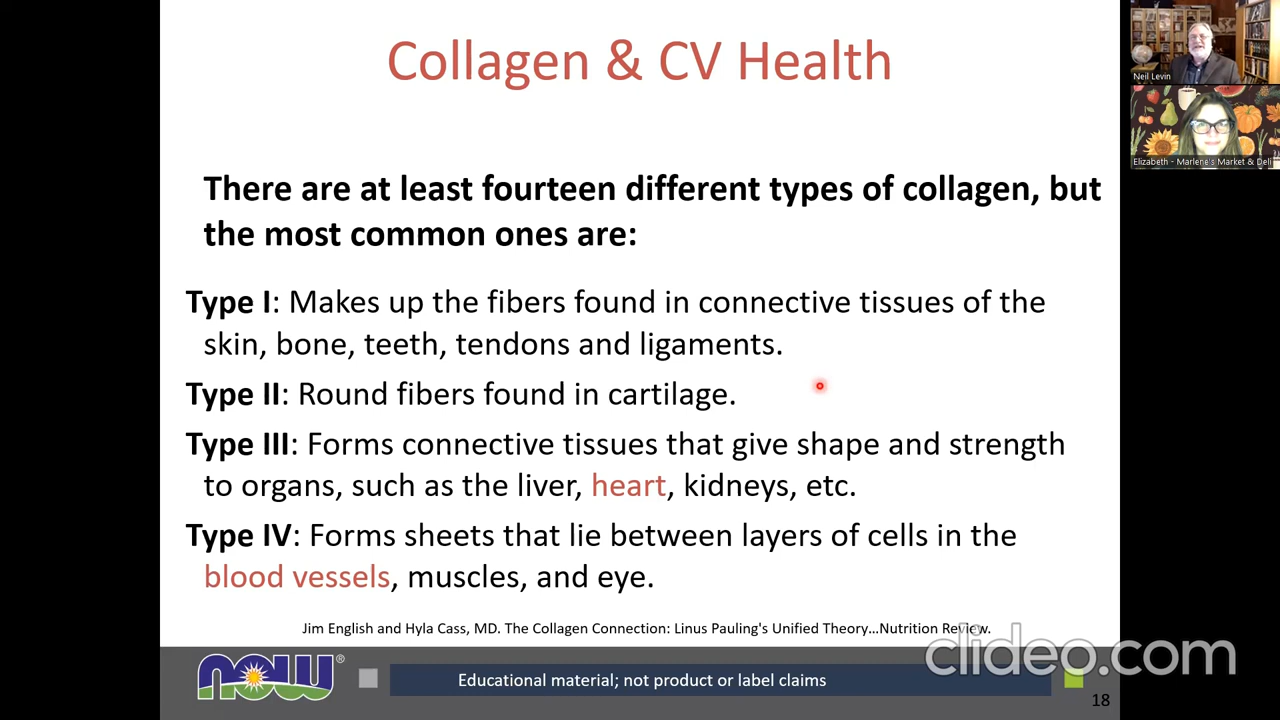 Collagen & CV Health
There are at least fourteen different types of collagen, but
the most common ones are:
Type I: Makes up the fibers found in connective tissues of the
skin, bone, teeth, tendons and ligaments.
Type II: Round fibers found in cartilage.
Type III: Forms connective tissues that give shape and strength
to organs, such as the liver, heart, kidneys, etc.
Type IV: Forms sheets that lie between layers of cells in the
blood vessels, muscles, and eye.
Jim English and Hyla Cass, MD. The Collagen Connection: Linus Pauling's Unified Theory…Nutrition Review.
now®
Educational material; not product or label claims
18
Neil Levin
Elizabeth - Marlene's Market & Deli
clideo.com